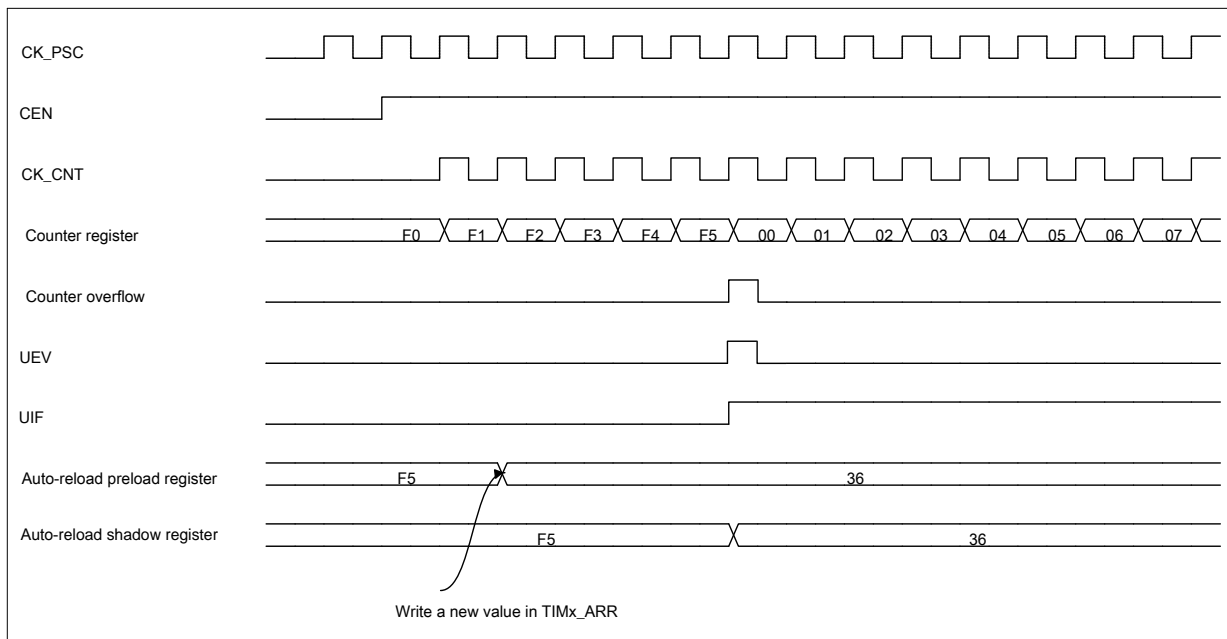 CK_PSC
CEN
CK_CNT
Counter register F0 F1 F2 F3 F4 F5 00 01 02 03 04 05 06 07
Counter overflow
UEV
UIF
Auto-reload preload register F5 36
Auto-reload shadow register F5 36
Write a new value in TIMx_ARR